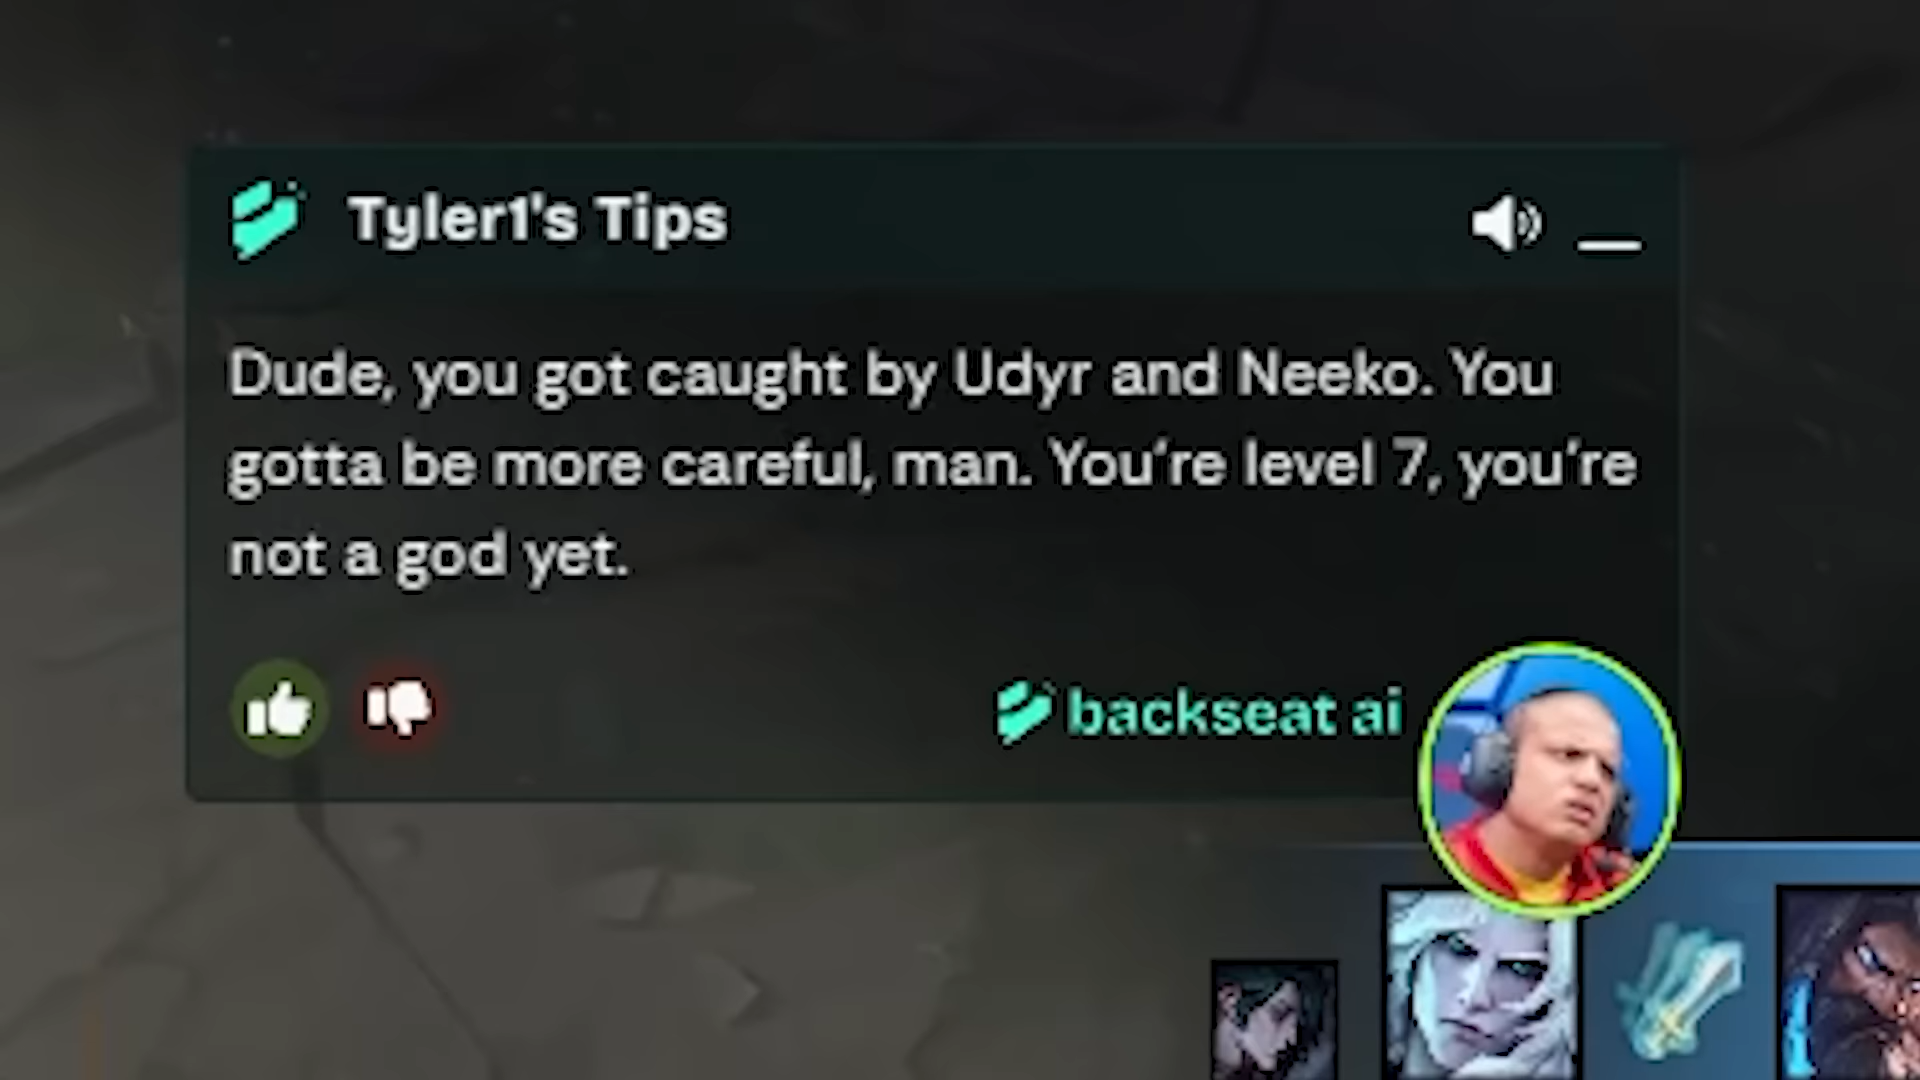 Tyler1's Tips
Dude, you got caught by Udyr and Neeko. You
gotta be more careful, man. You're level 7, you're
not a god yet.
backseat ai